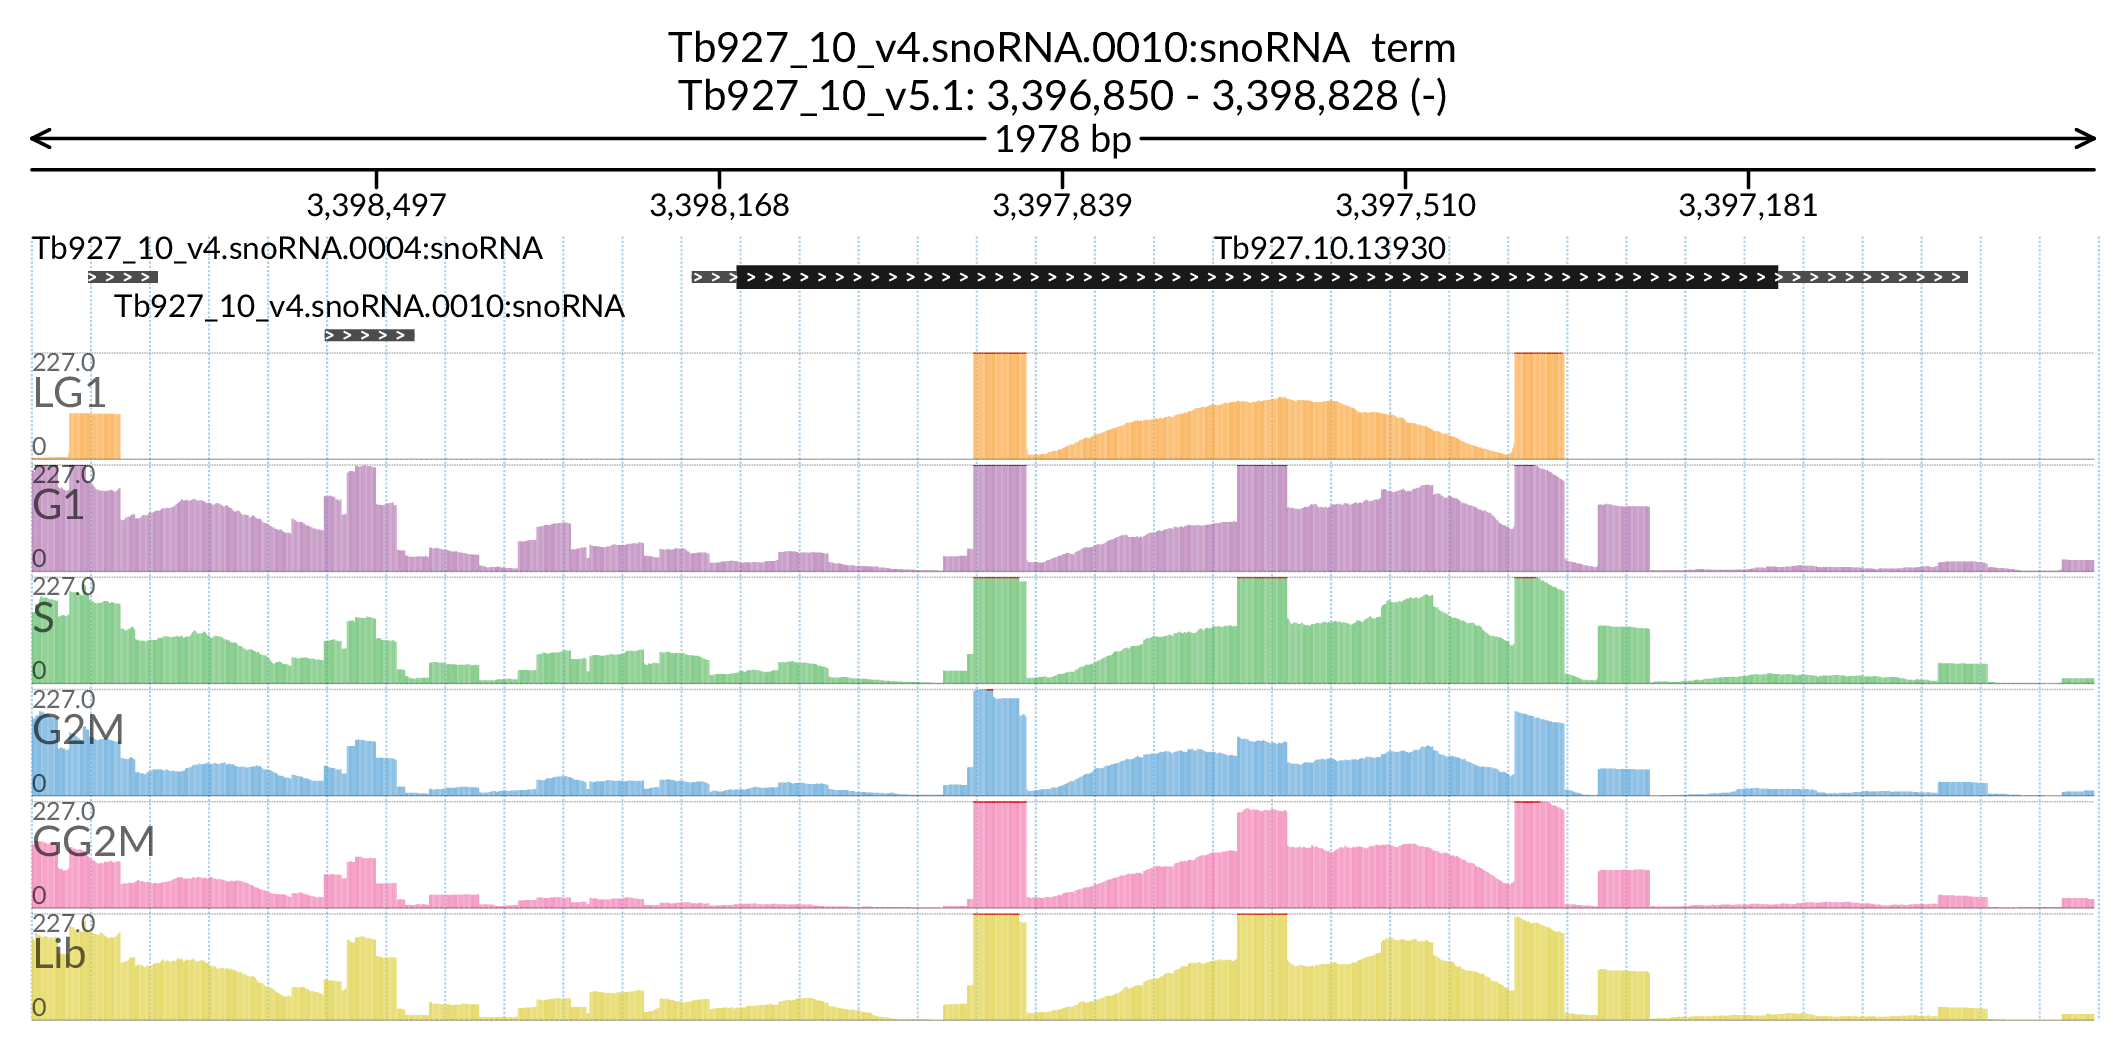 Tb927_10_v4.snoRNA.0010:snoRNA term
Tb927_10_v5.1: 3,396,850 - 3,398,828 (-)
1978 bp
3,398,497 3,398,168 3,397,839 3,397,510 3,397,181
Tb927_10_v4.snoRNA.0004:snoRNA Tb927.10.13930
Tb927_10_v4.snoRNA.0010:snoRNA
227.0
LG1
0
227.0
G1
0
227.0
S
0
227.0
G2M
0
227.0
GG2M
0
227.0
Lib
0